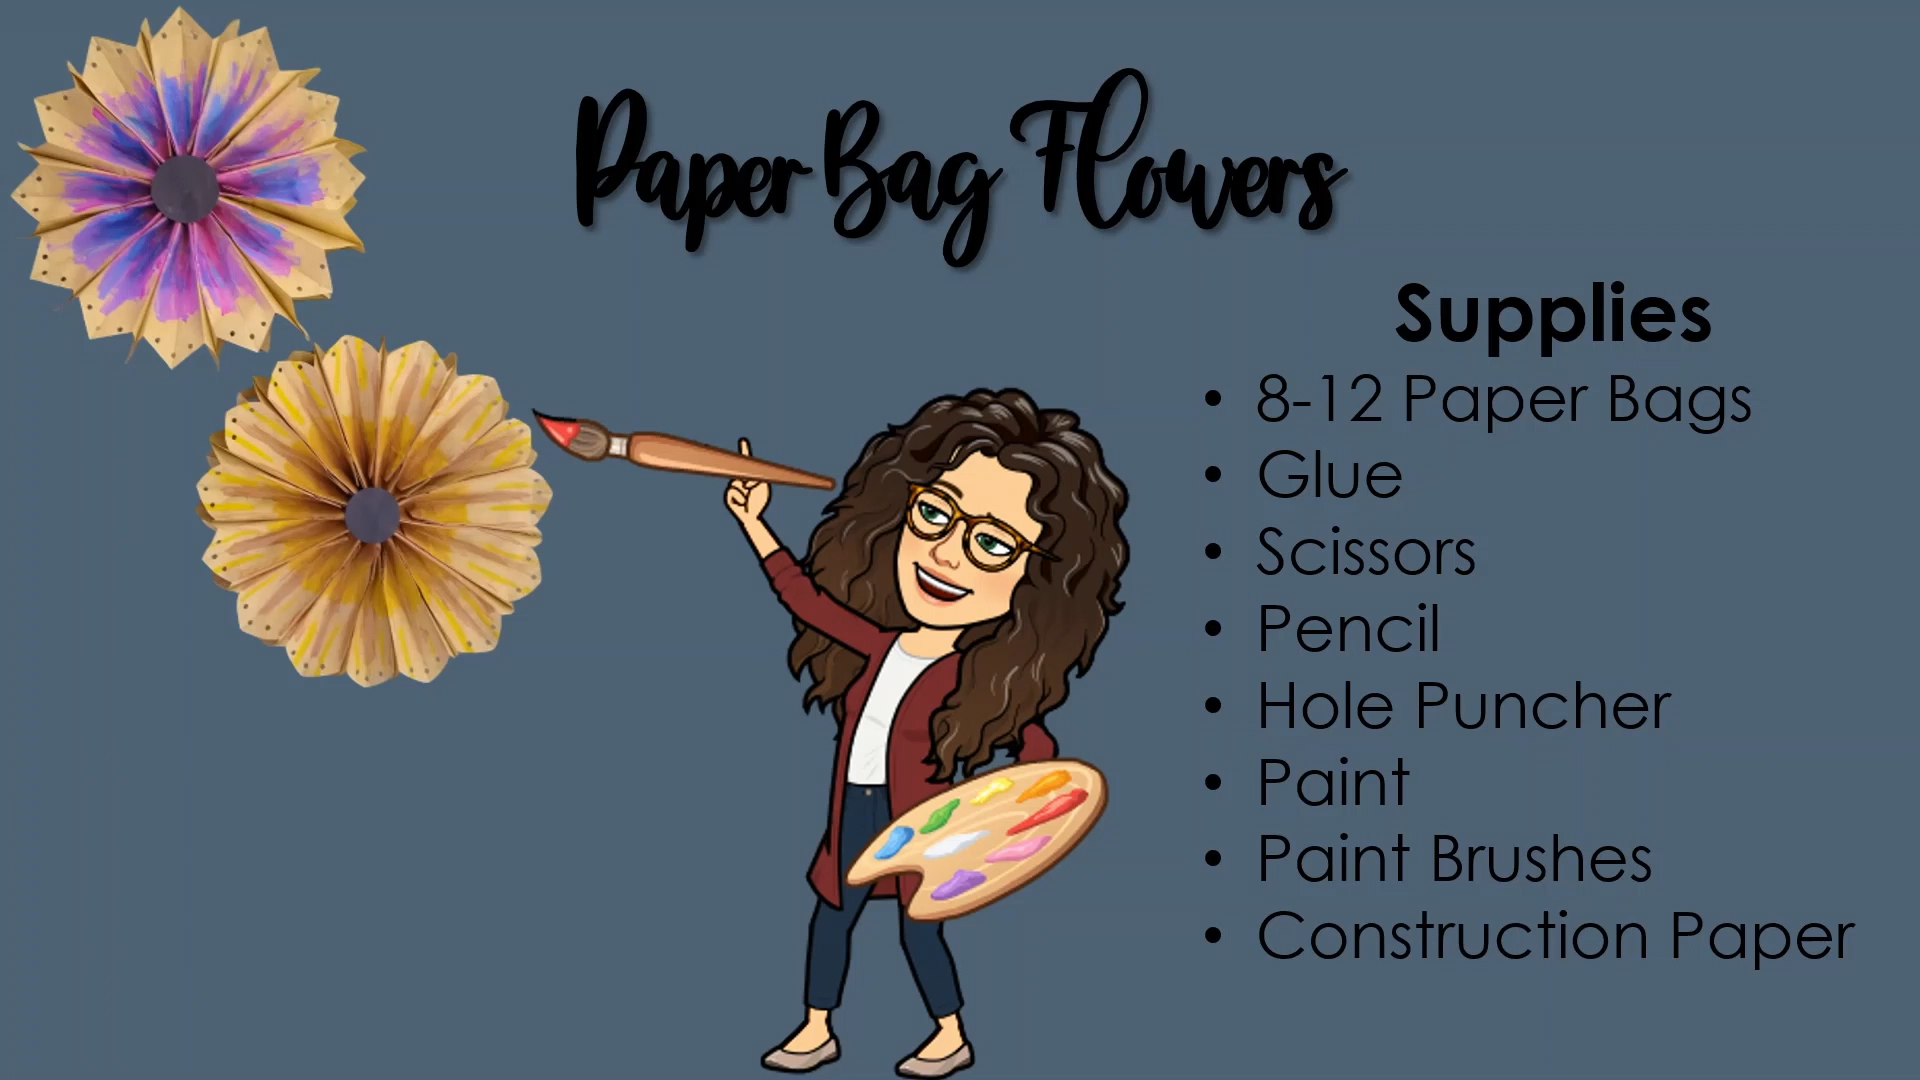 Paper Bag Flowers
Supplies
• 8-12 Paper Bags
• Glue
• Scissors
• Pencil
• Hole Puncher
• Paint
• Paint Brushes
• Construction Paper